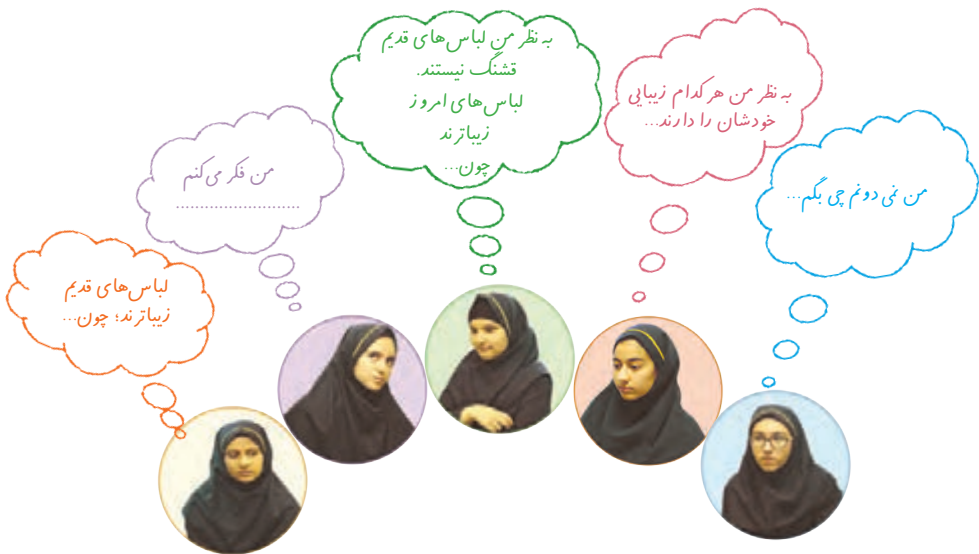 به نظر من لباس‌های قدیم
قشنگ نیستند.
لباس‌های امروز
زیباترند
چون...
به نظر من هر کدام زیبایی
خودشان را دارند...
من نمی دونم چی بگم...
من فکر می‌کنم
........................
لباس‌های قدیم
زیباترند؛ چون...